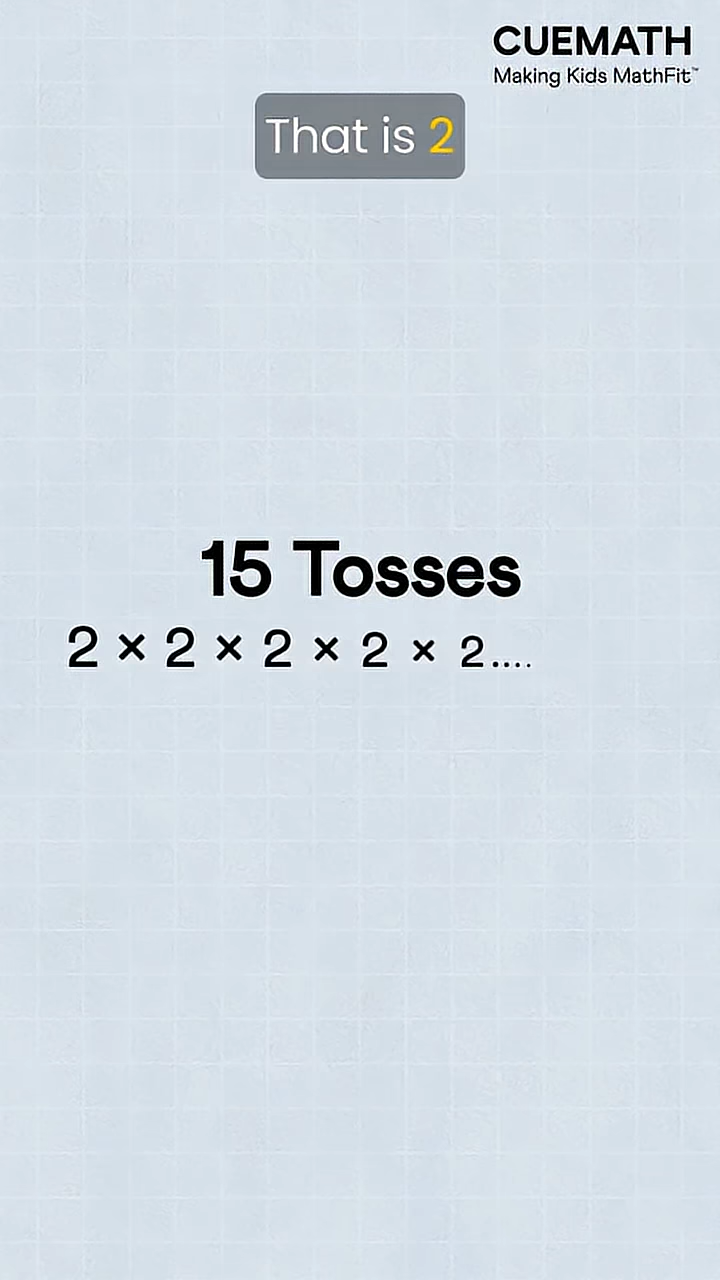 CUEMATH
Making Kids MathFit™
That is 2
15 Tosses
2 × 2 × 2 × 2 × 2....